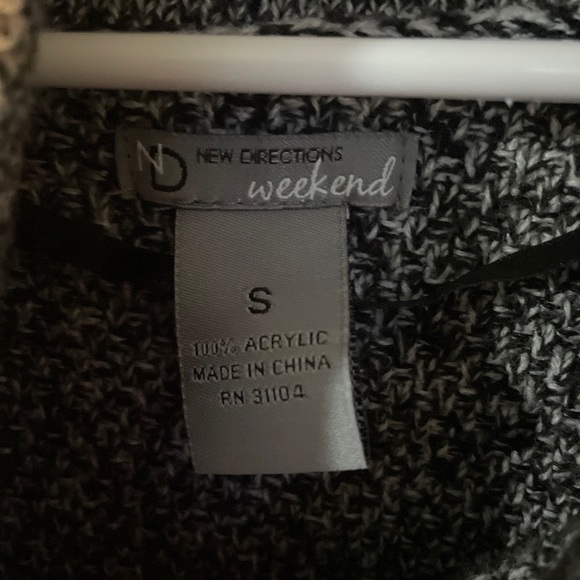 ND NEW DIRECTIONS
weekend
S
100% ACRYLIC
MADE IN CHINA
RN 31104